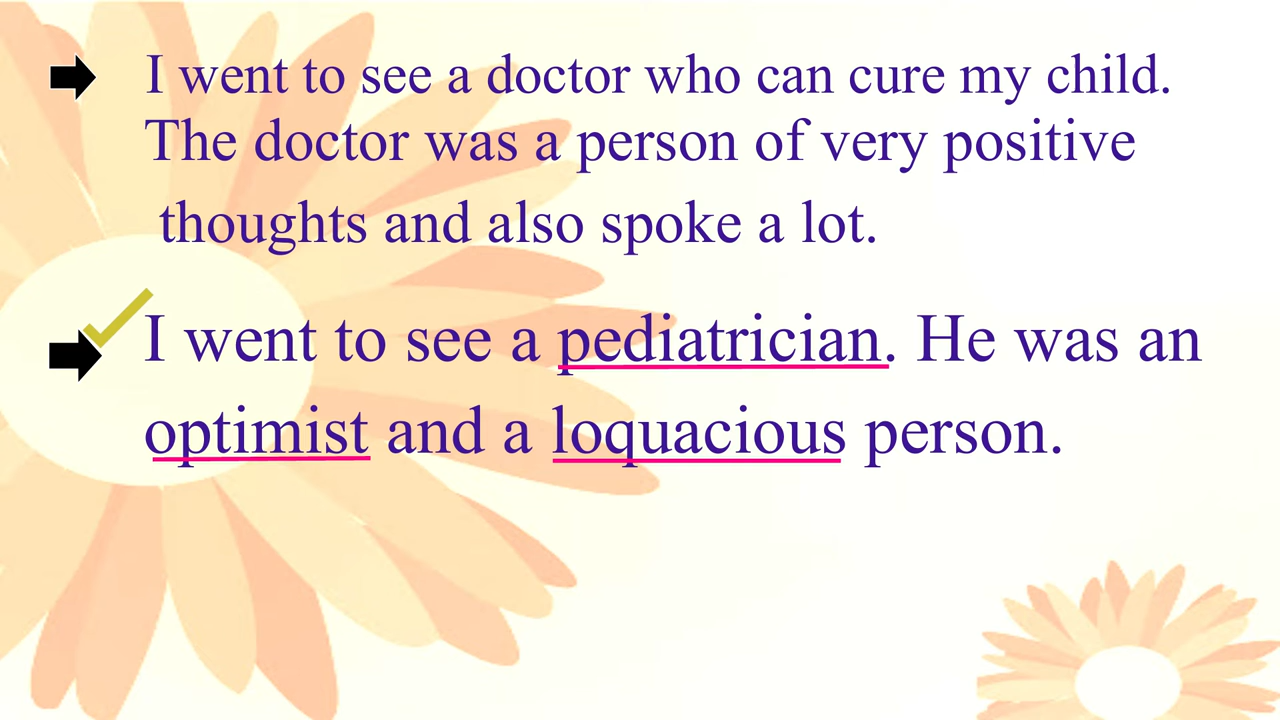 I went to see a doctor who can cure my child.
The doctor was a person of very positive
thoughts and also spoke a lot.
I went to see a pediatrician. He was an
optimist and a loquacious person.